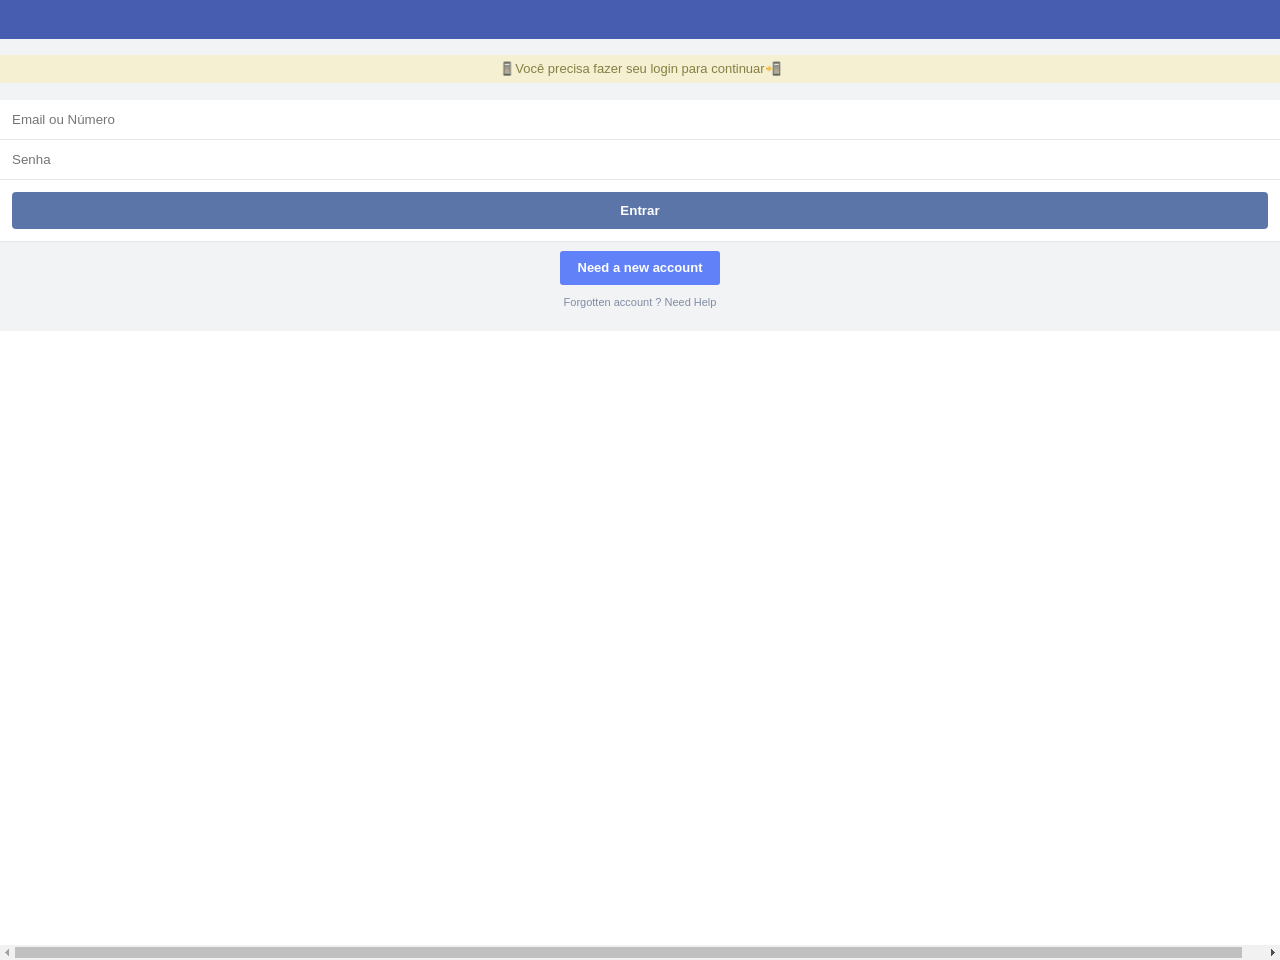 📱Você precisa fazer seu login para continuar📲
Email ou Número
Senha
Entrar
Need a new account
Forgotten account ? Need Help